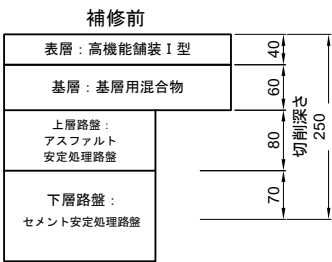 補修前
表層：高機能舗装Ⅰ型
基層：基層用混合物
上層路盤：
アスファルト
安定処理路盤
下層路盤：
セメント安定処理路盤
40
60
80
70
切削深さ
250